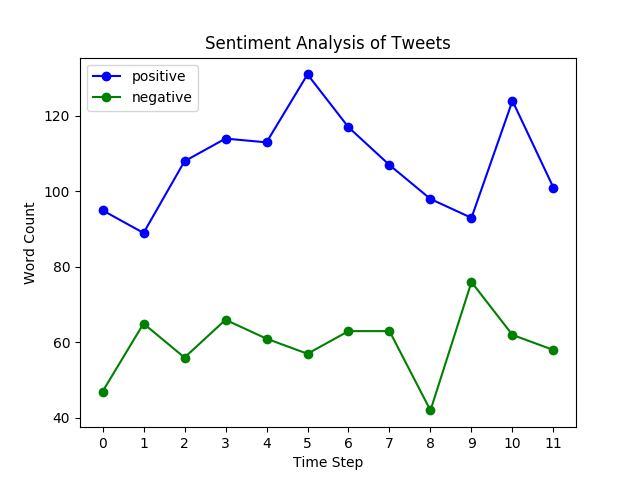 Sentiment Analysis of Tweets
positive
negative
120
100
80
60
40
Word Count
0 1 2 3 4 5 6 7 8 9 10 11
Time Step